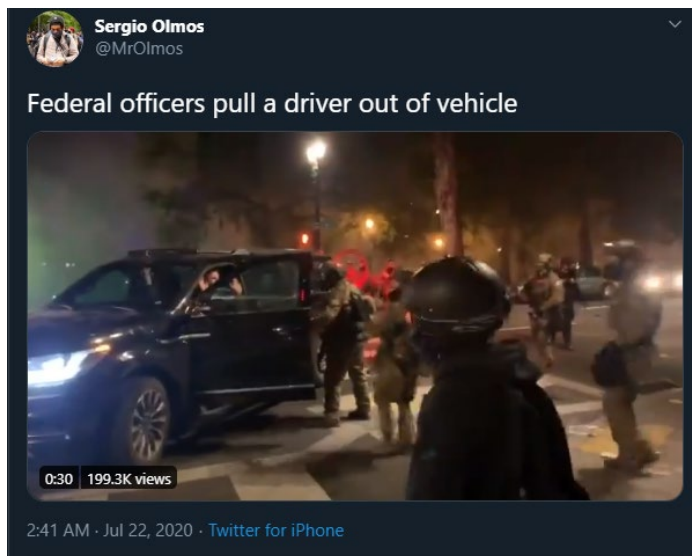 Sergio Olmos
@MrOlmos
Federal officers pull a driver out of vehicle
0:30 199.3K views
2:41 AM · Jul 22, 2020 · Twitter for iPhone